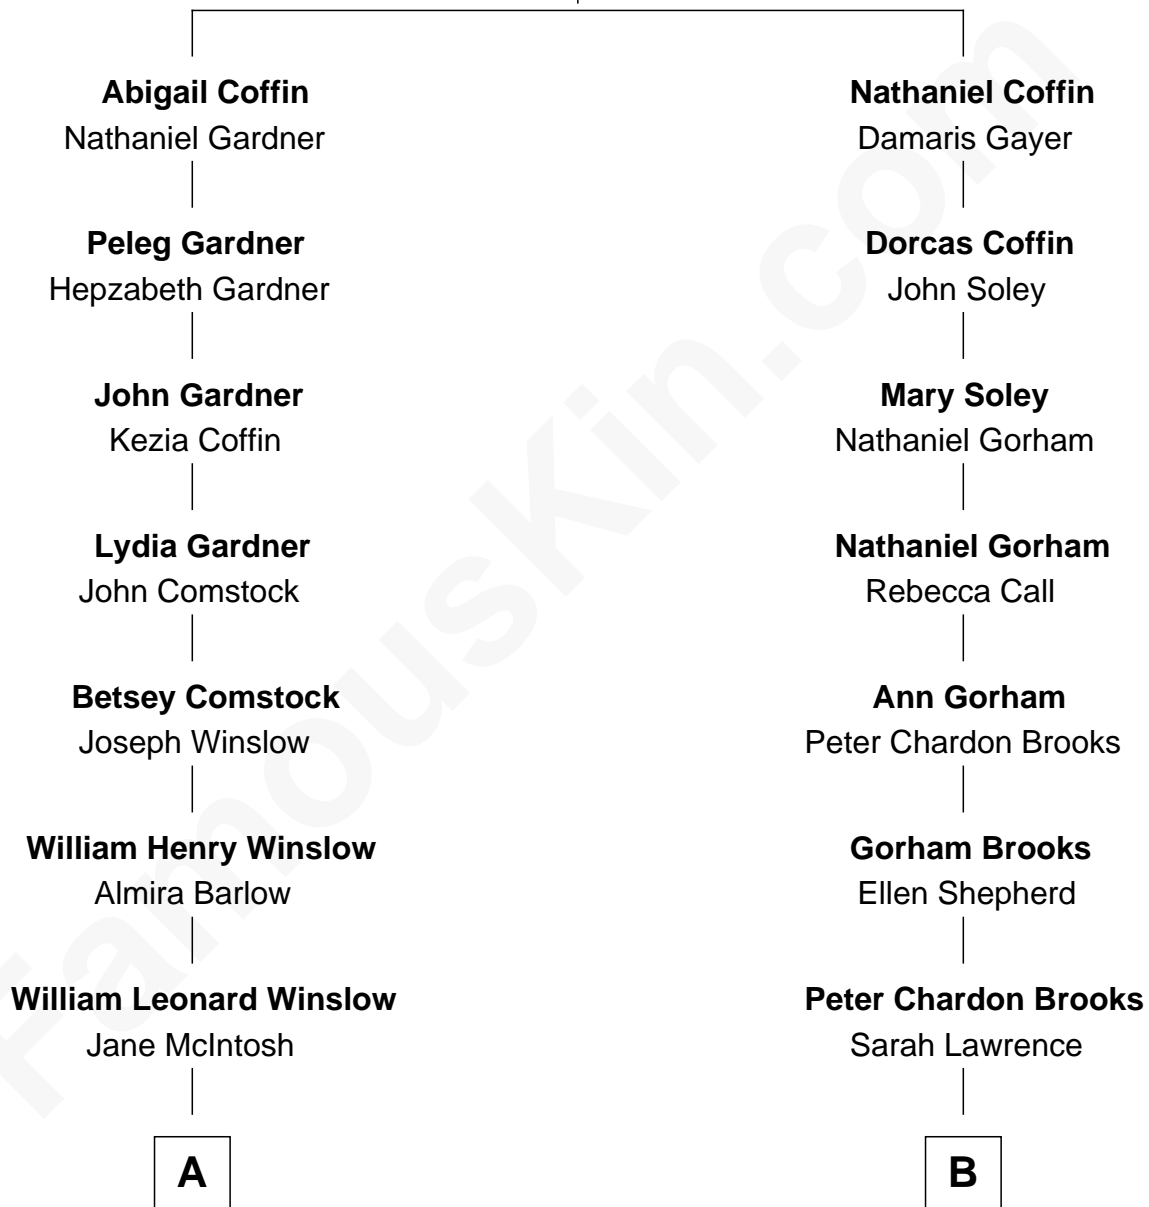 Abigail Coffin
Nathaniel Gardner
Peleg Gardner
Hepzabeth Gardner
John Gardner
Kezia Coffin
Lydia Gardner
John Comstock
Betsey Comstock
Joseph Winslow
William Henry Winslow
Almira Barlow
William Leonard Winslow
Jane McIntosh
A
Nathaniel Coffin
Damaris Gayer
Dorcas Coffin
John Soley
Mary Soley
Nathaniel Gorham
Nathaniel Gorham
Rebecca Call
Ann Gorham
Peter Chardon Brooks
Gorham Brooks
Ellen Shepherd
Peter Chardon Brooks
Sarah Lawrence
B
FamousKin.com